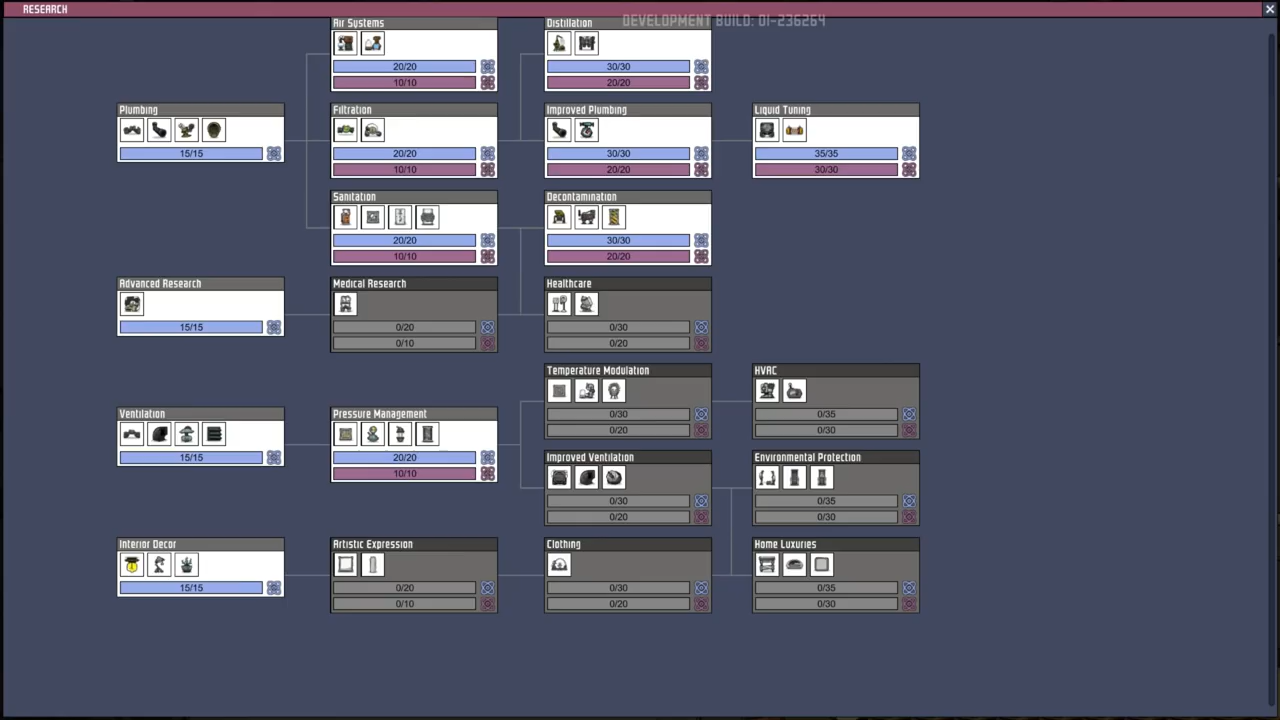 RESEARCH
DEVELOPMENT BUILD: 01-236264
Air Systems
20/20
10/10
Distillation
30/30
20/20
Plumbing
15/15
Filtration
20/20
10/10
Improved Plumbing
30/30
20/20
Liquid Tuning
35/35
30/30
Sanitation
20/20
10/10
Decontamination
30/30
20/20
Advanced Research
15/15
Medical Research
0/20
0/10
Healthcare
0/30
0/20
Temperature Modulation
0/30
0/20
HVAC
0/35
0/30
Ventilation
15/15
Pressure Management
20/20
10/10
Improved Ventilation
0/30
0/20
Environmental Protection
0/35
0/30
Interior Decor
15/15
Artistic Expression
0/20
0/10
Clothing
0/30
0/20
Home Luxuries
0/35
0/30